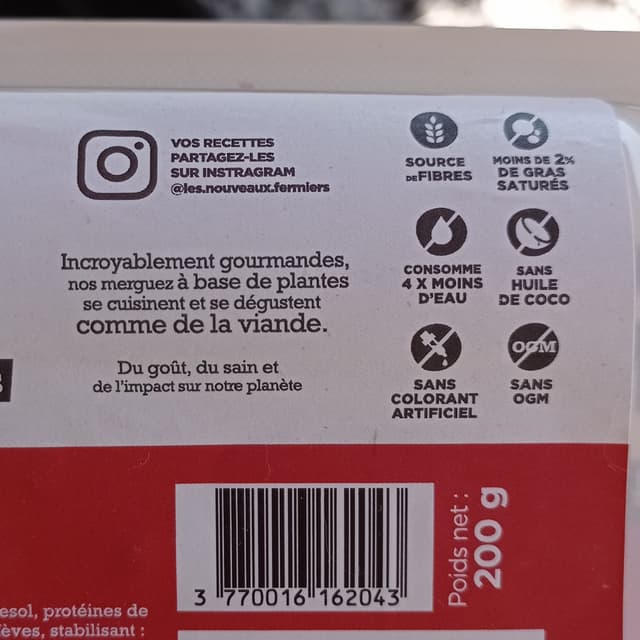 VOS RECETTES
PARTAGEZ-LES
SUR INSTRAGRAM
@les.nouveaux.fermiers
Incroyablement gourmandes,
nos merguez à base de plantes
se cuisinent et se dégustent
comme de la viande.
Du goût, du sain et
de l'impact sur notre planète
SOURCE
DE FIBRES
MOINS DE 2%
DE GRAS
SATURÉS
CONSOMME
4 X MOINS
D'EAU
SANS
HUILE
DE COCO
SANS
COLORANT
ARTIFICIEL
OGM
SANS
OGM
3 770016 162043
Poids net :
200 g
esol, protéines de
èves, stabilisant :